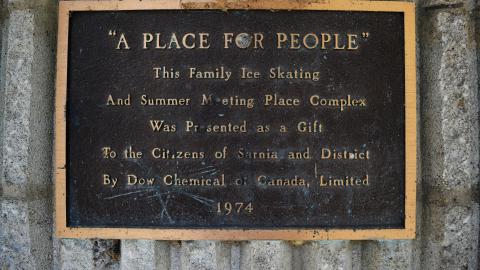 "A PLACE FOR PEOPLE"
This Family Ice Skating
And Summer Meeting Place Complex
Was Presented as a Gift
To the Citizens of Sarnia and District
By Dow Chemical of Canada, Limited
1974